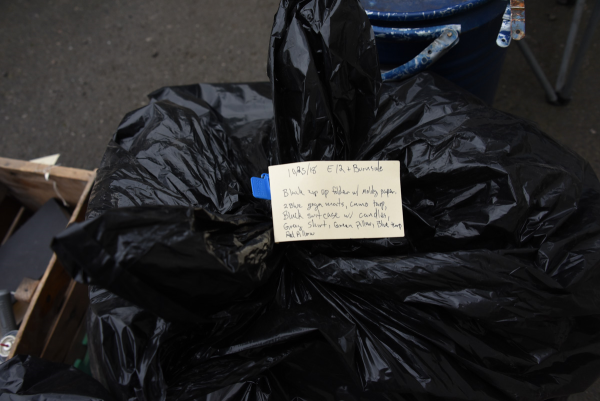 E12 + Burnside
Black zip up folder w/ moldy paper,
2 blue yoga mats, camo tarp,
Black suitcase w/ candles,
Grey Shirt, Green Pillow, Blue tarp
Red Pillow